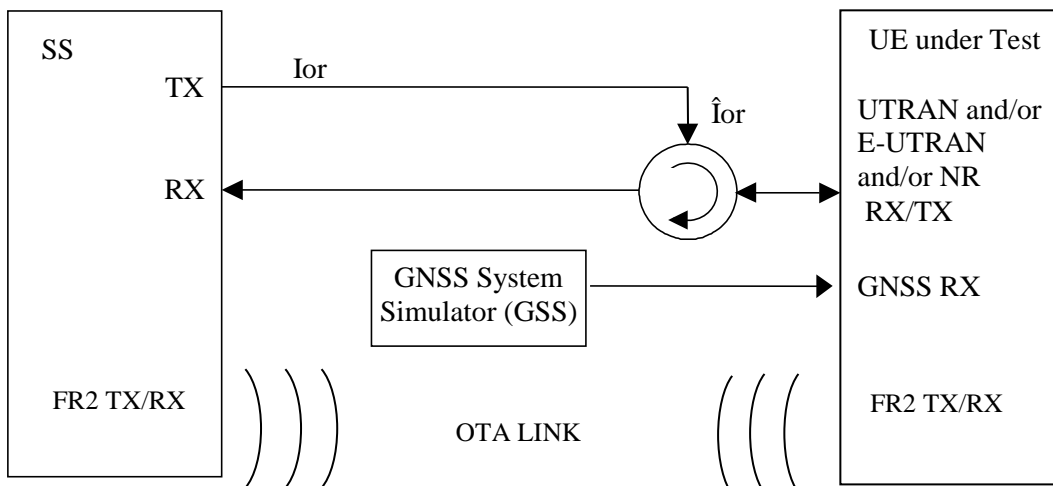 SS
TX
Ior
Îor
RX
GNSS System
Simulator (GSS)
FR2 TX/RX
OTA LINK
UE under Test
UTRAN and/or
E-UTRAN
and/or NR
RX/TX
GNSS RX
FR2 TX/RX